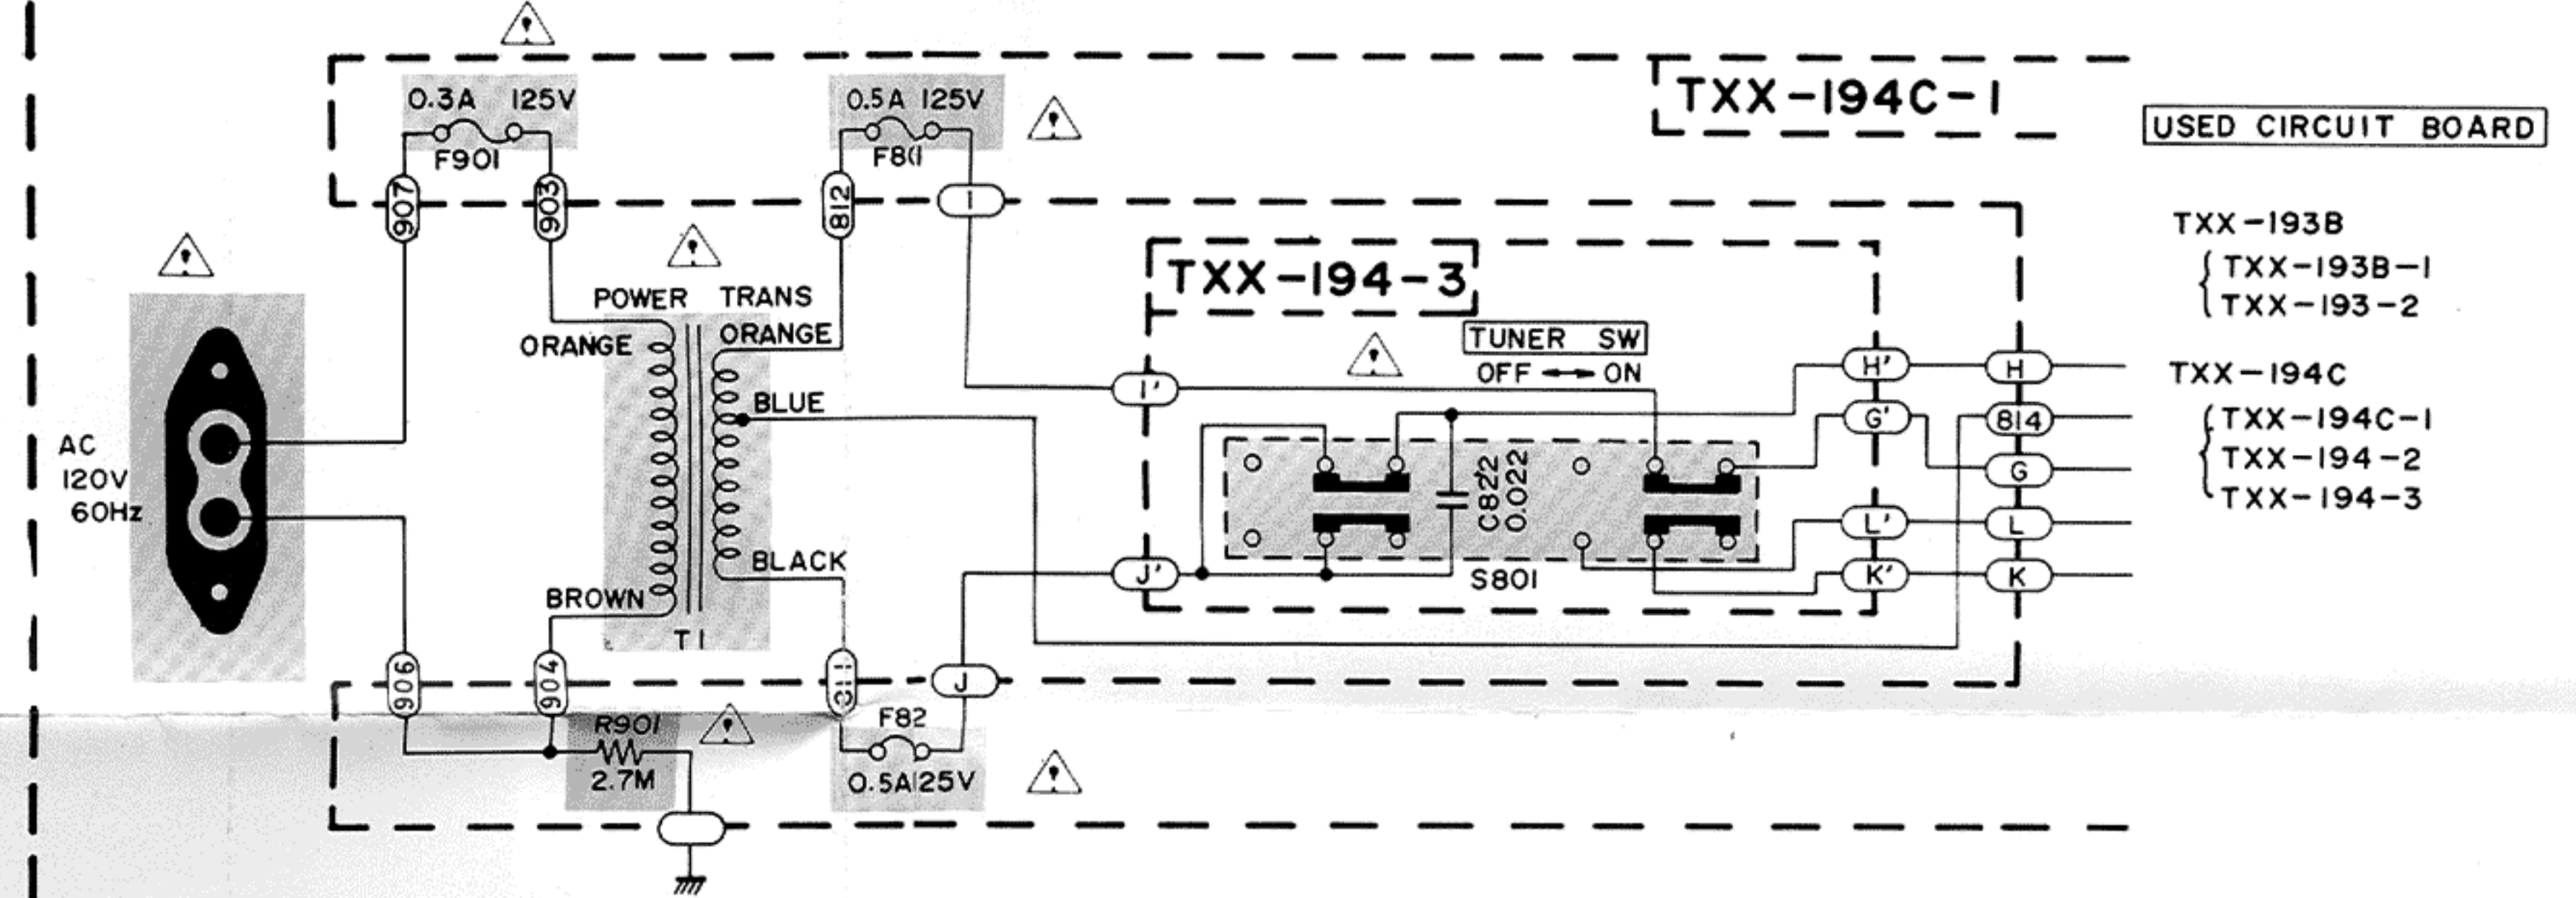 TXX-194C-1
USED CIRCUIT BOARD
TXX-193B
TXX-193B-1
TXX-193-2
TXX-194C
TXX-194C-1
TXX-194-2
TXX-194-3
0.3A 125V
F901
907
903
0.5A 125V
812
I
POWER TRANS
ORANGE
ORANGE
BLUE
BLACK
BROWN
T1
AC
120V
60Hz
906
904
R901
2.7M
J
F82
0.5A125V
TXX-194-3
TUNER SW
OFF ↔ ON
I'
J'
C822
0.022
S801
H'
G'
L'
K'
H
814
G
L
K